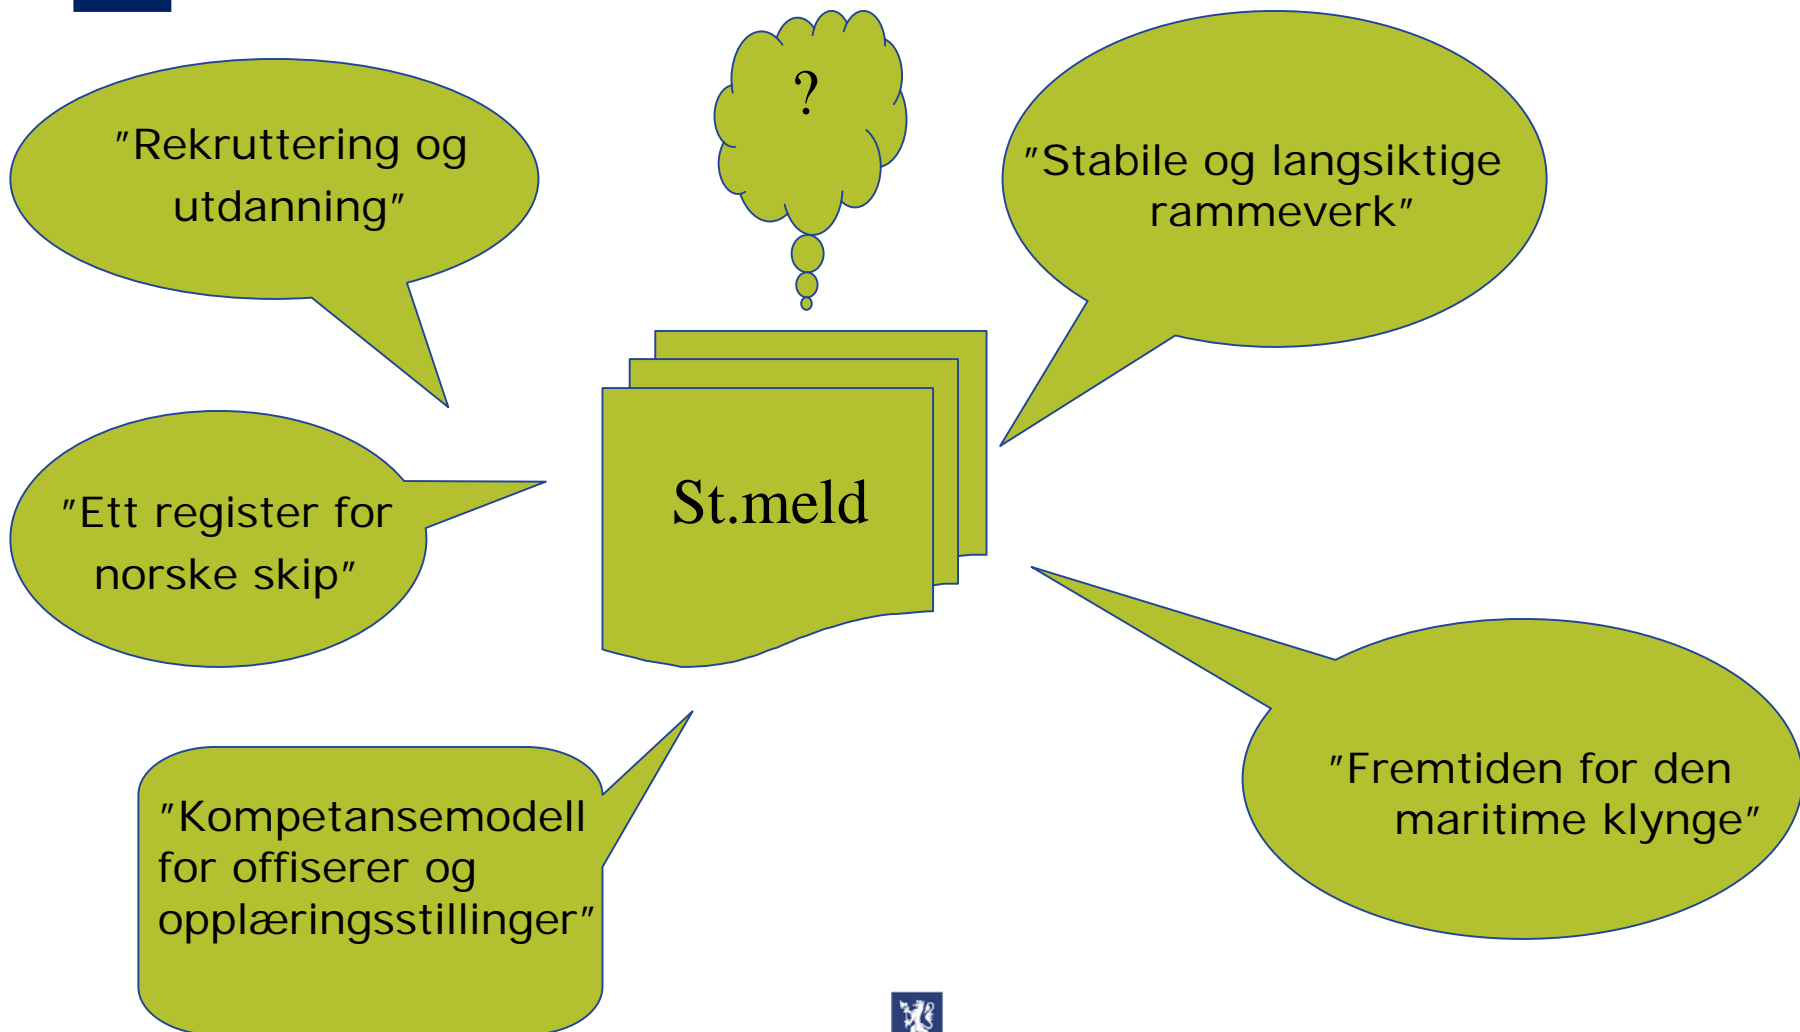 ?
"Rekruttering og
utdanning"
"Stabile og langsiktige
rammeverk"
"Ett register for
norske skip"
St.meld
"Kompetansemodell
for offiserer og
opplæringsstillinger"
"Fremtiden for den
maritime klynge"